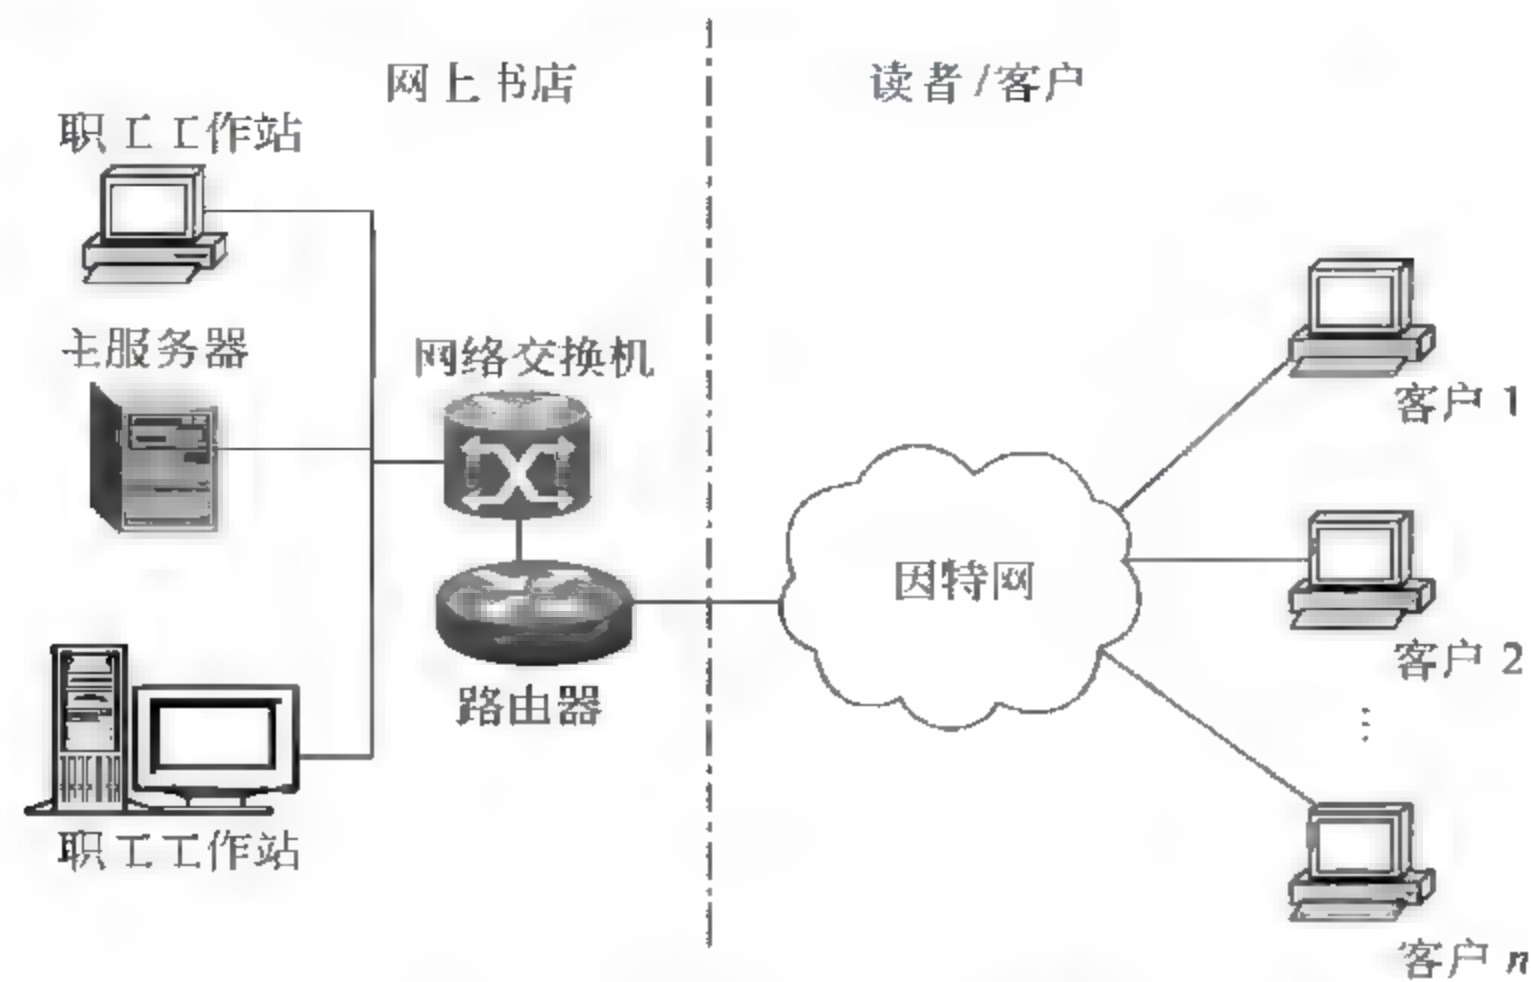 网上书店
读者/客户
职工工作站
主服务器
网络交换机
客户 1
因特网
客户 2
路由器
⋮
职工工作站
客户 n